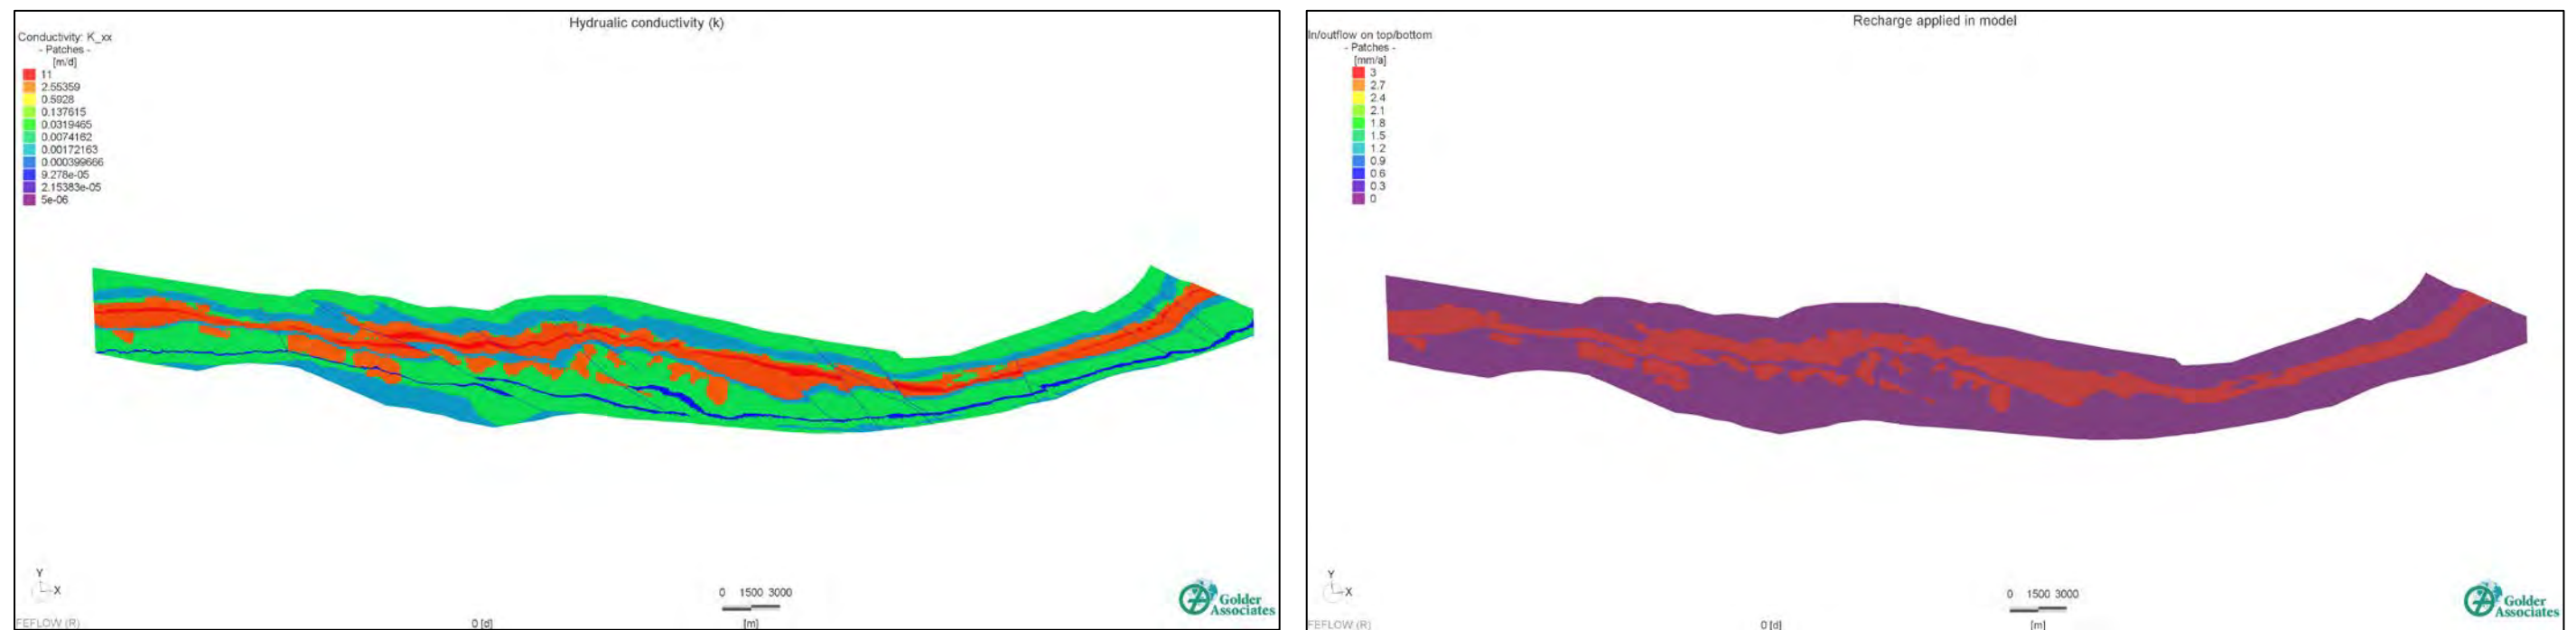 Hydrualic conductivity (k)
Conductivity: K_xx
- Patches -
[m/d]
11
2.55359
0.5928
0.137615
0.0319465
0.0074162
0.00172163
0.000399666
9.278e-05
2.15383e-05
5e-06
Y
X
0 1500 3000
Golder
Associates
FEFLOW (R)
0 [d]
[m]
Recharge applied in model
In/outflow on top/bottom
- Patches -
[mm/a]
3
2.7
2.4
2.1
1.8
1.5
1.2
0.9
0.6
0.3
0
Y
X
0 1500 3000
Golder
Associates
FEFLOW (R)
0 [d]
[m]